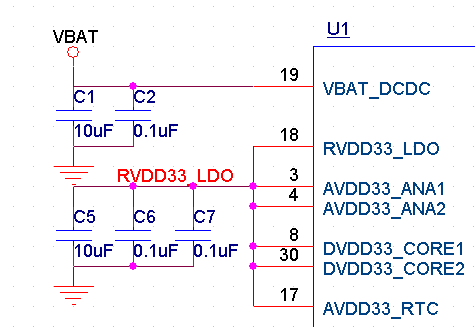 VBAT
U1
19 VBAT_DCDC
C1 C2
10uF 0.1uF
18 RVDD33_LDO
RVDD33_LDO
3 AVDD33_ANA1
4 AVDD33_ANA2
C5 C6 C7
10uF 0.1uF 0.1uF
8 DVDD33_CORE1
30 DVDD33_CORE2
17 AVDD33_RTC